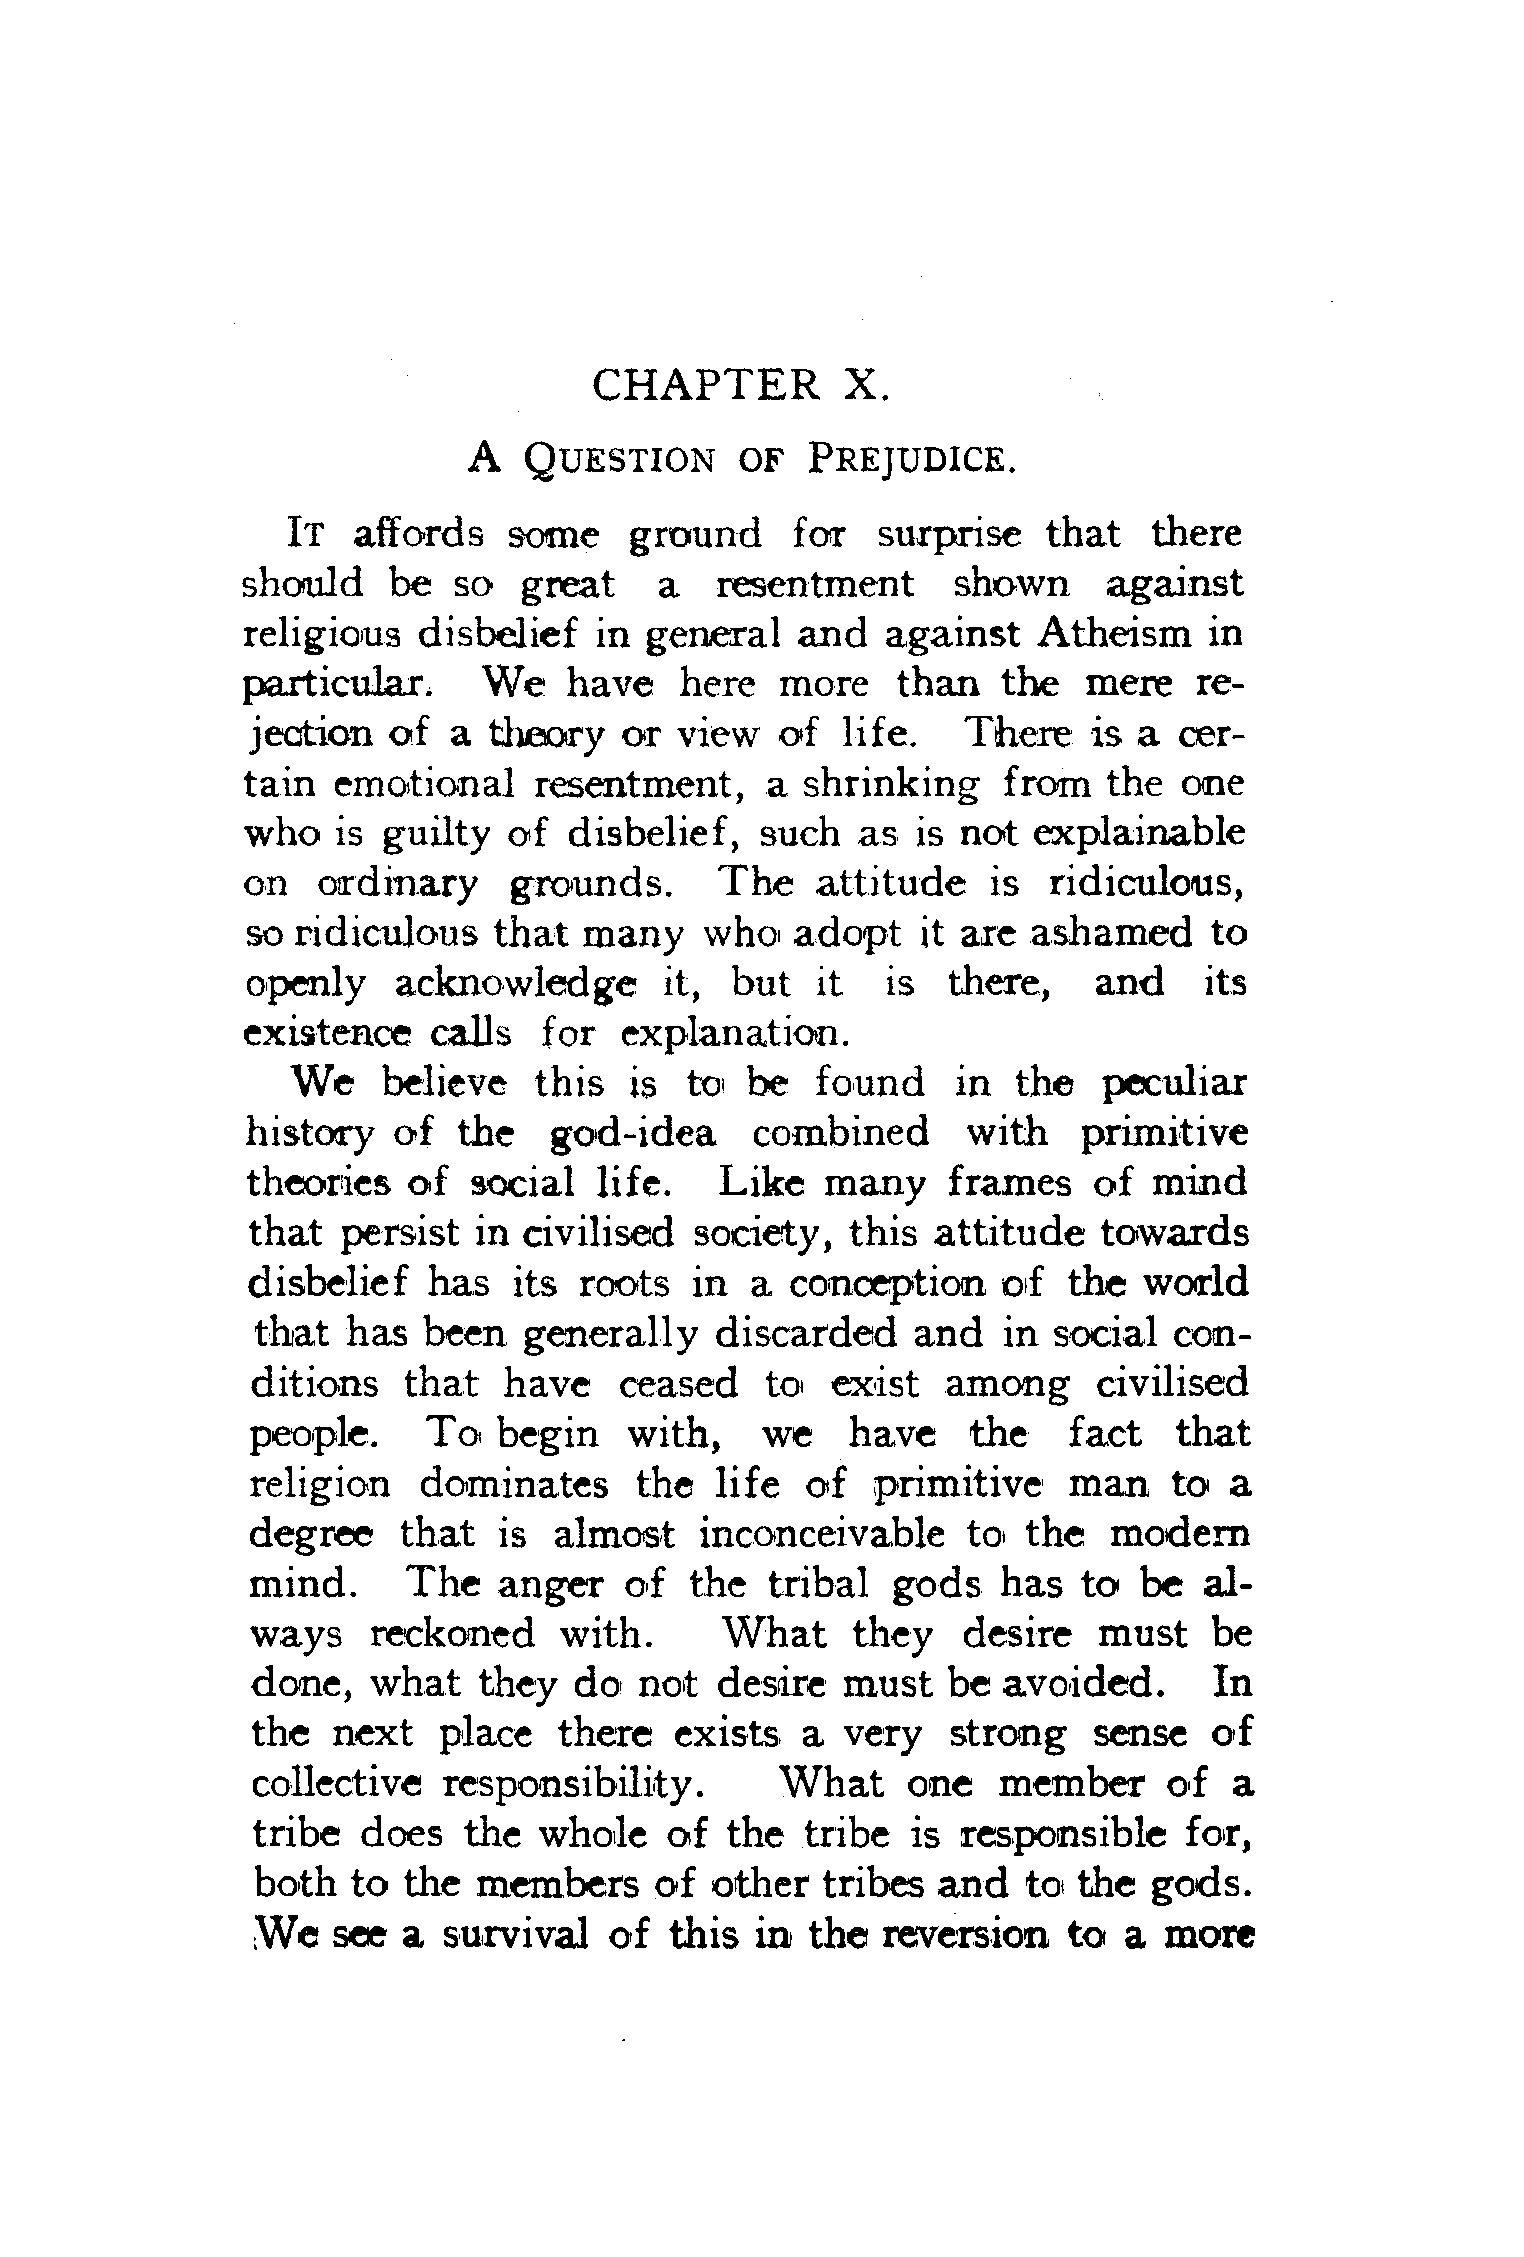 CHAPTER X.
A QUESTION OF PREJUDICE.
IT affords some ground for surprise that there
should be so great a resentment shown against
religious disbelief in general and against Atheism in
particular. We have here more than the mere re-
jection of a theory or view of life. There is a cer-
tain emotional resentment, a shrinking from the one
who is guilty of disbelief, such as is not explainable
on ordinary grounds. The attitude is ridiculous,
so ridiculous that many who adopt it are ashamed to
openly acknowledge it, but it is there, and its
existence calls for explanation.
We believe this is to be found in the peculiar
history of the god-idea combined with primitive
theories of social life. Like many frames of mind
that persist in civilised society, this attitude towards
disbelief has its roots in a conception of the world
that has been generally discarded and in social con-
ditions that have ceased to exist among civilised
people. To begin with, we have the fact that
religion dominates the life of primitive man to a
degree that is almost inconceivable to the modern
mind. The anger of the tribal gods has to be al-
ways reckoned with. What they desire must be
done, what they do not desire must be avoided. In
the next place there exists a very strong sense of
collective responsibility. What one member of a
tribe does the whole of the tribe is responsible for,
both to the members of other tribes and to the gods.
We see a survival of this in the reversion to a more